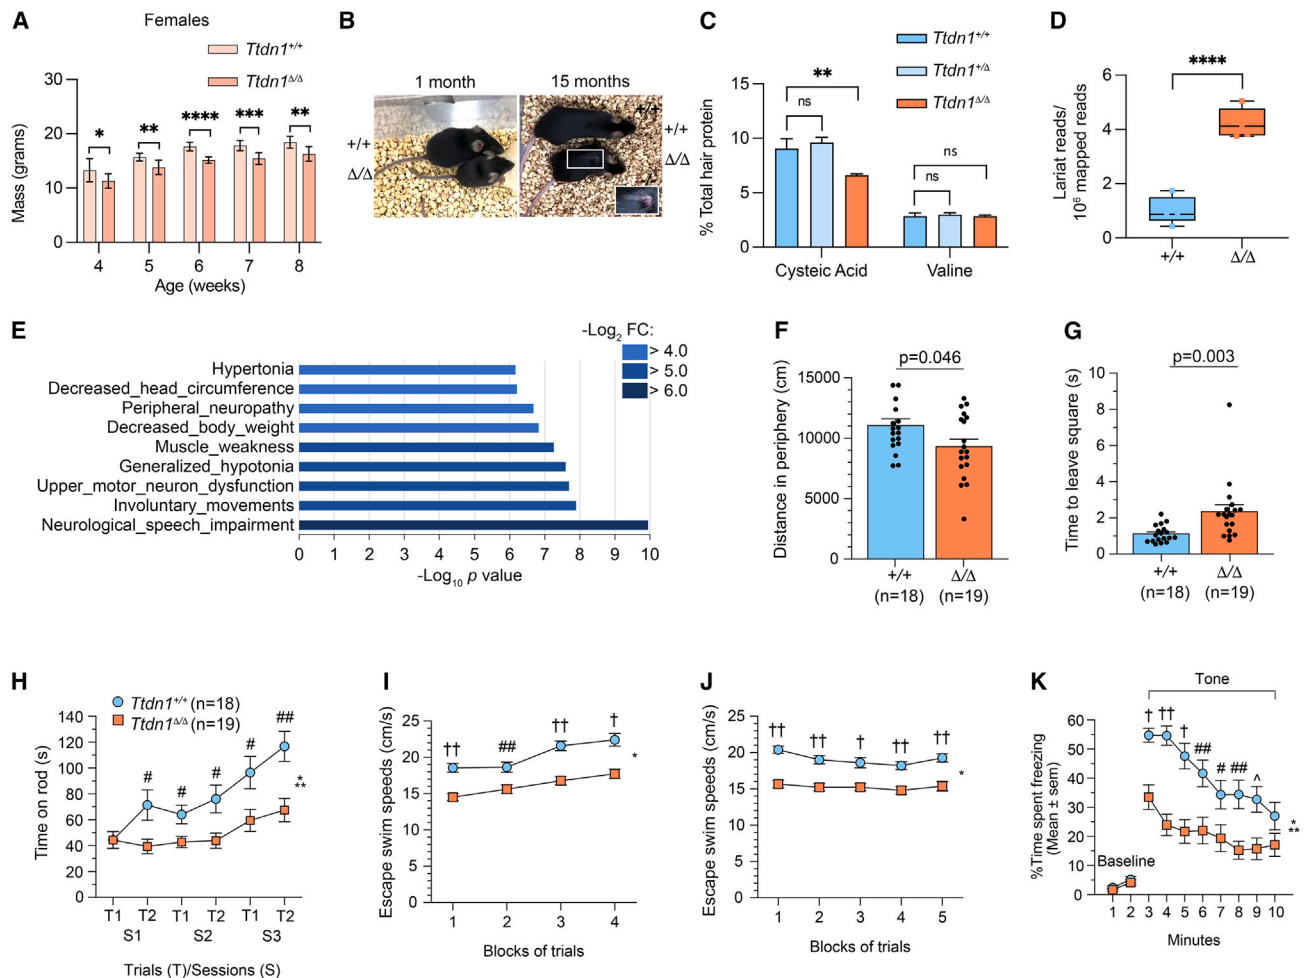 A
Females
Ttdn1+/+
Ttdn1Δ/Δ
Mass (grams)
30
20
10
0
* ** **** *** **
4 5 6 7 8
Age (weeks)
B
1 month 15 months
+/+
Δ/Δ
+/+
+/+
Δ/Δ
C
Ttdn1+/+
Ttdn1+/Δ
Ttdn1Δ/Δ
% Total hair protein
15
10
5
0
**
ns
ns
ns
Cysteic Acid Valine
D
Lariat reads/
10⁶ mapped reads
6
4
2
0
****
+/+ Δ/Δ
E
-Log₂ FC:
> 4.0
> 5.0
> 6.0
Hypertonia
Decreased_head_circumference
Peripheral_neuropathy
Decreased_body_weight
Muscle_weakness
Generalized_hypotonia
Upper_motor_neuron_dysfunction
Involuntary_movements
Neurological_speech_impairment
0 1 2 3 4 5 6 7 8 9 10
-Log₁₀ p value
F
p=0.046
Distance in periphery (cm)
15000
10000
5000
0
+/+ Δ/Δ
(n=18) (n=19)
G
p=0.003
Time to leave square (s)
10
8
6
4
2
0
+/+ Δ/Δ
(n=18) (n=19)
H
Ttdn1+/+ (n=18)
Ttdn1Δ/Δ (n=19)
Time on rod (s)
140
120
100
80
60
40
20
0
# # # # ##
*
**
T1 T2 T1 T2 T1 T2
S1 S2 S3
Trials (T)/Sessions (S)
I
Escape swim speeds (cm/s)
25
20
15
10
5
0
†† ## †† †
*
1 2 3 4
Blocks of trials
J
Escape swim speeds (cm/s)
25
20
15
10
5
0
†† †† † †† ††
*
1 2 3 4 5
Blocks of trials
K
Tone
%Time spent freezing
(Mean ± sem)
60
50
40
30
20
10
0
† †† † ## # ## ^
*
**
Baseline
1 2 3 4 5 6 7 8 9 10
Minutes